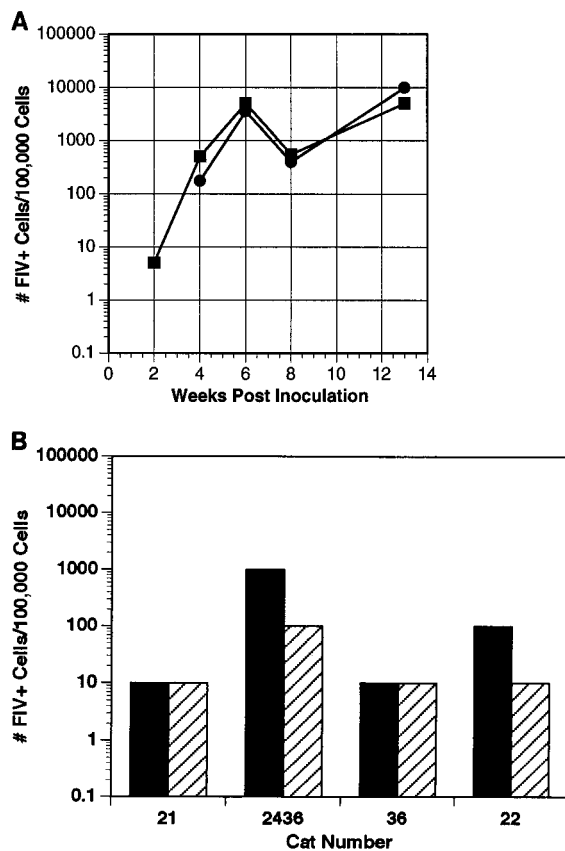 A
# FIV+ Cells/100,000 Cells
100000
10000
1000
100
10
1
0.1
0 2 4 6 8 10 12 14
Weeks Post Inoculation
B
# FIV+ Cells/100,000 Cells
100000
10000
1000
100
10
1
0.1
21 2436 36 22
Cat Number